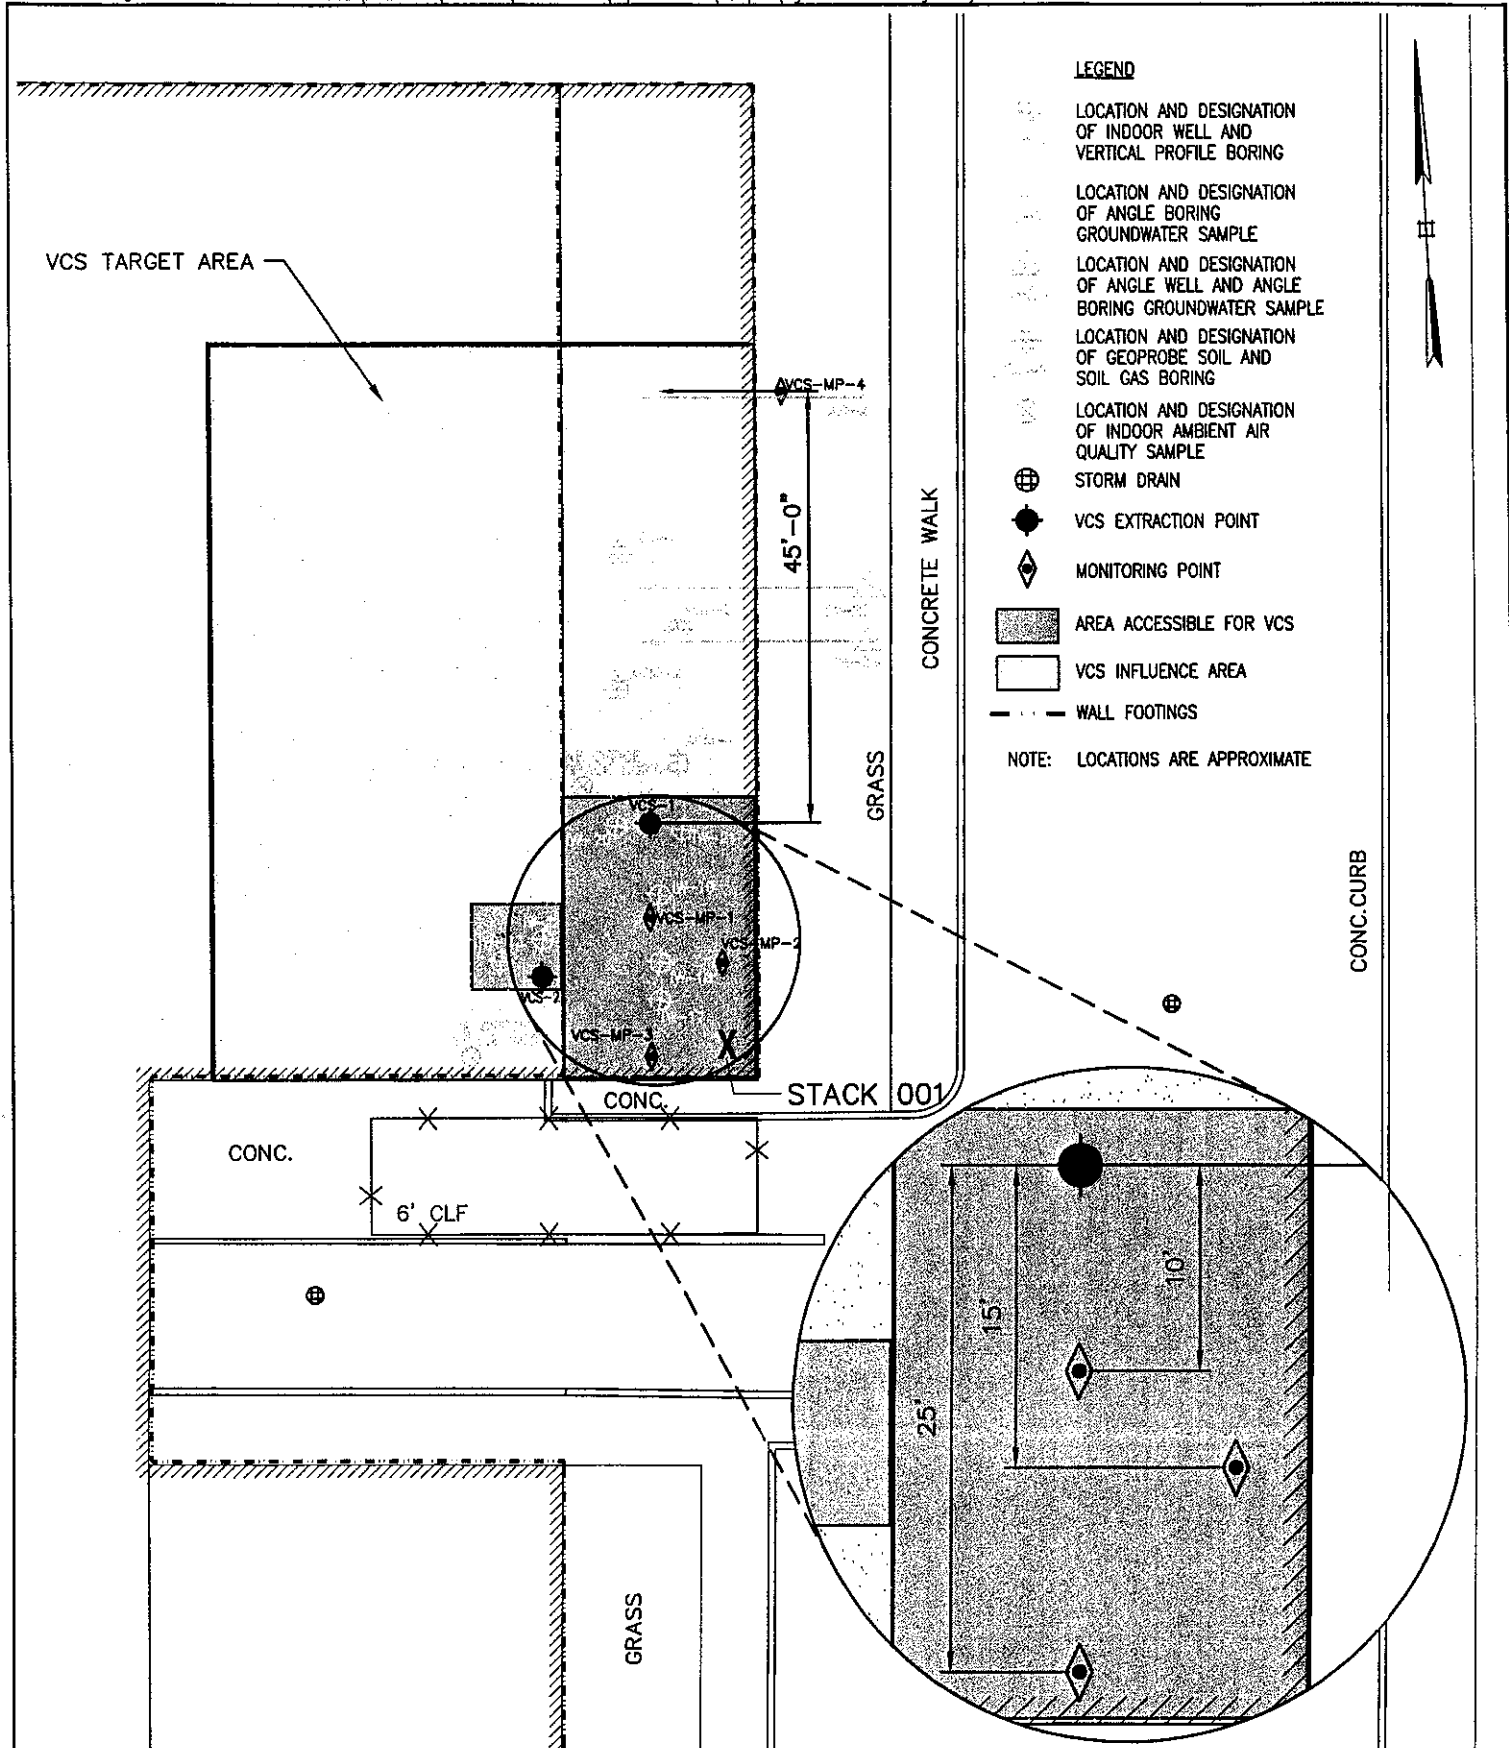 LEGEND
LOCATION AND DESIGNATION
OF INDOOR WELL AND
VERTICAL PROFILE BORING
LOCATION AND DESIGNATION
OF ANGLE BORING
GROUNDWATER SAMPLE
LOCATION AND DESIGNATION
OF ANGLE WELL AND ANGLE
BORING GROUNDWATER SAMPLE
LOCATION AND DESIGNATION
OF GEOPROBE SOIL AND
SOIL GAS BORING
LOCATION AND DESIGNATION
OF INDOOR AMBIENT AIR
QUALITY SAMPLE
STORM DRAIN
VCS EXTRACTION POINT
MONITORING POINT
AREA ACCESSIBLE FOR VCS
VCS INFLUENCE AREA
WALL FOOTINGS
NOTE: LOCATIONS ARE APPROXIMATE
VCS TARGET AREA
VCS-MP-4
45'-0"
CONCRETE WALK
GRASS
CONC.CURB
VCS-1
VCS-MP-1
VCS-MP-2
VCS-2
VCS-MP-3
X
STACK 001
CONC.
CONC.
6' CLF
10'
15'
25'
GRASS